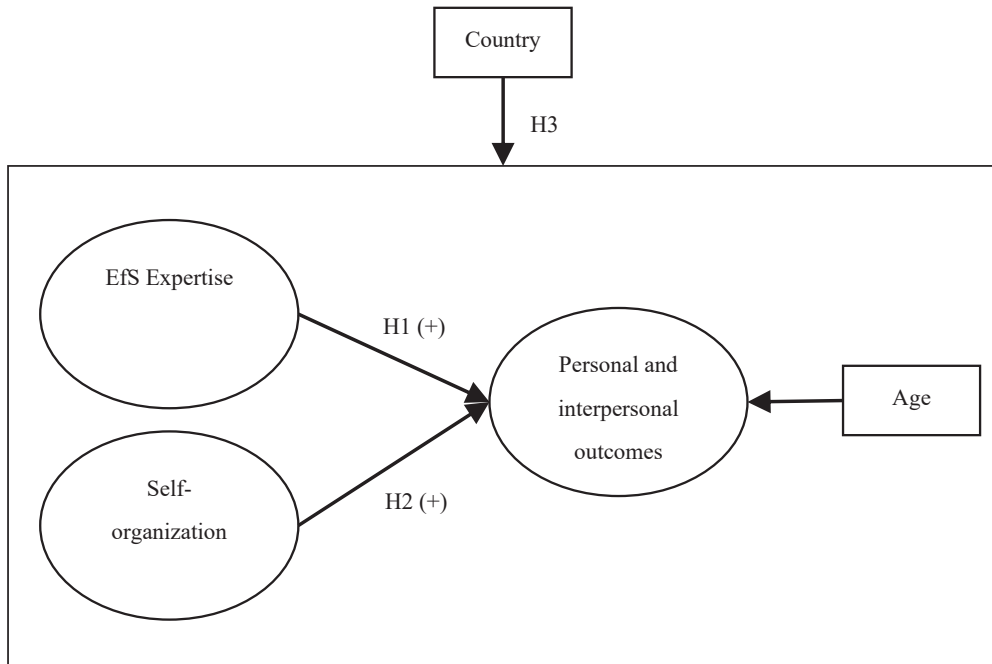 Country
H3
EfS Expertise
H1 (+)
Personal and
interpersonal
outcomes
Age
Self-
organization
H2 (+)